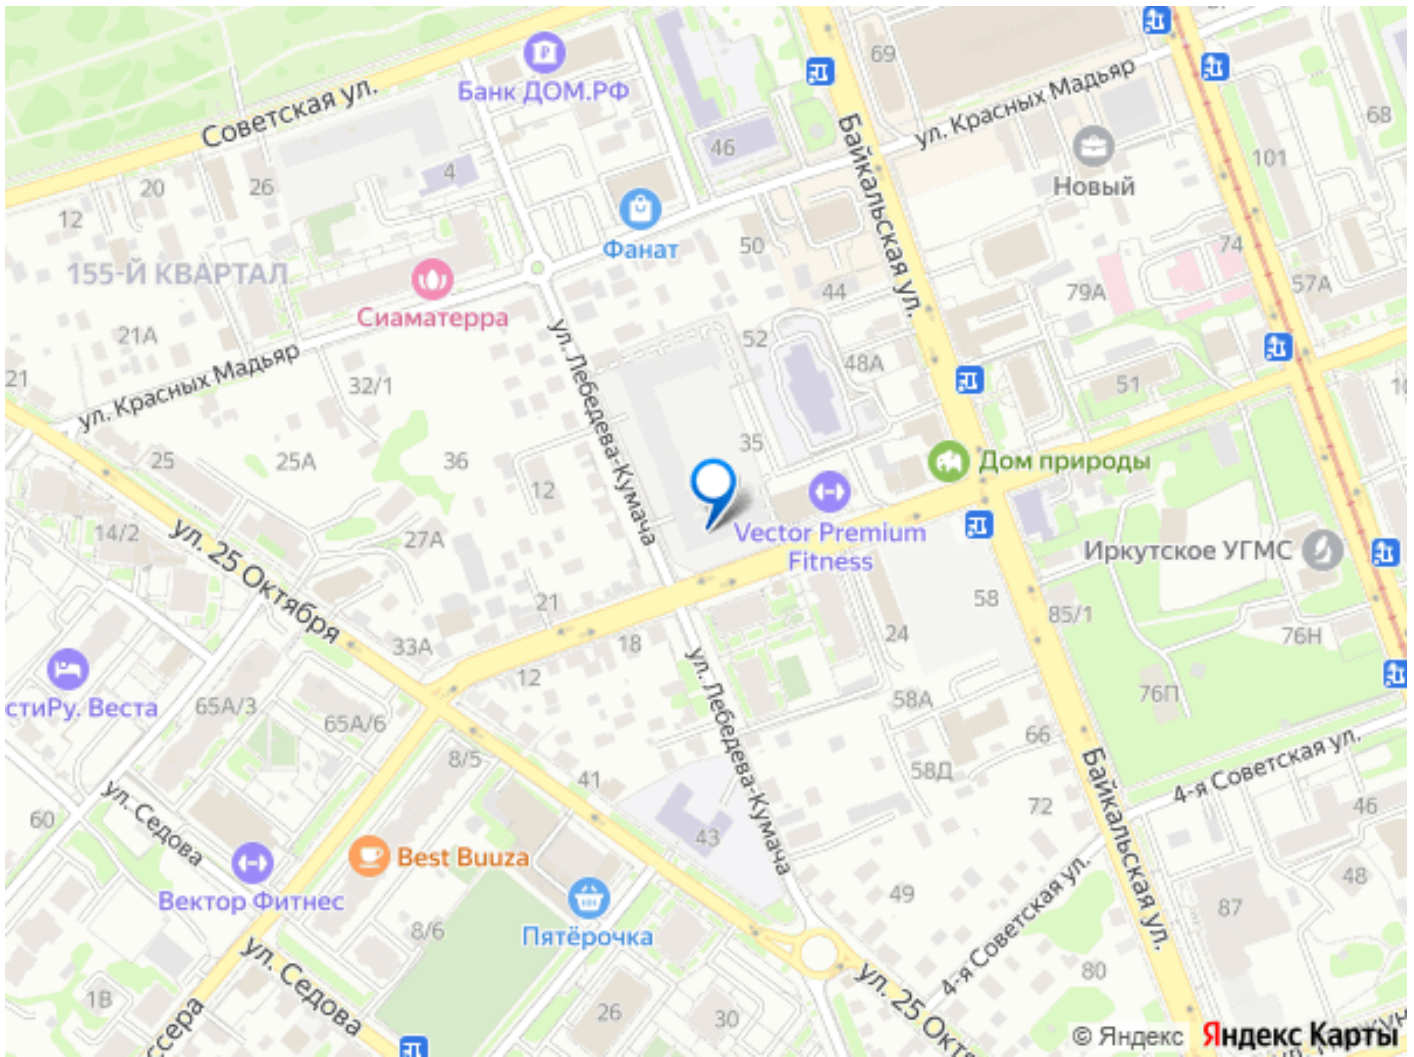 69
Банк ДОМ.РФ
Советская ул.
ул. Красных Мадьяр
68
46
Байкальская ул.
101
4
Новый
20
26
12
Фанат
50
74
155-Й КВАРТАЛ
57А
79А
44
Сиаматерра
21А
ул. Лебедева-Кумача
52
48А
21
ул. Красных Мадьяр
32/1
51
35
25
25А
36
Дом природы
12
14/2
ул. 25 Октября
27А
Vector Premium
Fitness
Иркутское УГМС
21
58
85/1
33А
18
24
76Н
12
ул. Лебедева-Кумача
58А
76П
стиРу. Веста
65А/3
65А/6
66
Байкальская ул.
4-я Советская ул.
8/5
41
58Д
72
46
60
ул. Седова
43
Best Buuza
48
Вектор Фитнес
49
4-я Советская ул.
87
8/6
Пятёрочка
ул. Седова
80
1В
ссера
26
30
ул. 25 Октя
© Яндекс
Яндекс Карты